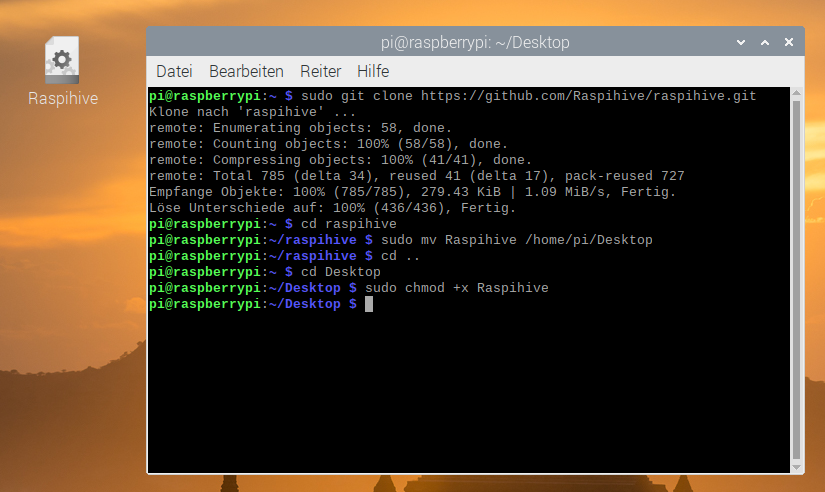 Raspihive
pi@raspberrypi: ~/Desktop
Datei Bearbeiten Reiter Hilfe
pi@raspberrypi:~ $ sudo git clone https://github.com/Raspihive/raspihive.git
Klone nach 'raspihive' ...
remote: Enumerating objects: 58, done.
remote: Counting objects: 100% (58/58), done.
remote: Compressing objects: 100% (41/41), done.
remote: Total 785 (delta 34), reused 41 (delta 17), pack-reused 727
Empfange Objekte: 100% (785/785), 279.43 KiB | 1.09 MiB/s, Fertig.
Löse Unterschiede auf: 100% (436/436), Fertig.
pi@raspberrypi:~ $ cd raspihive
pi@raspberrypi:~/raspihive $ sudo mv Raspihive /home/pi/Desktop
pi@raspberrypi:~/raspihive $ cd ..
pi@raspberrypi:~ $ cd Desktop
pi@raspberrypi:~/Desktop $ sudo chmod +x Raspihive
pi@raspberrypi:~/Desktop $